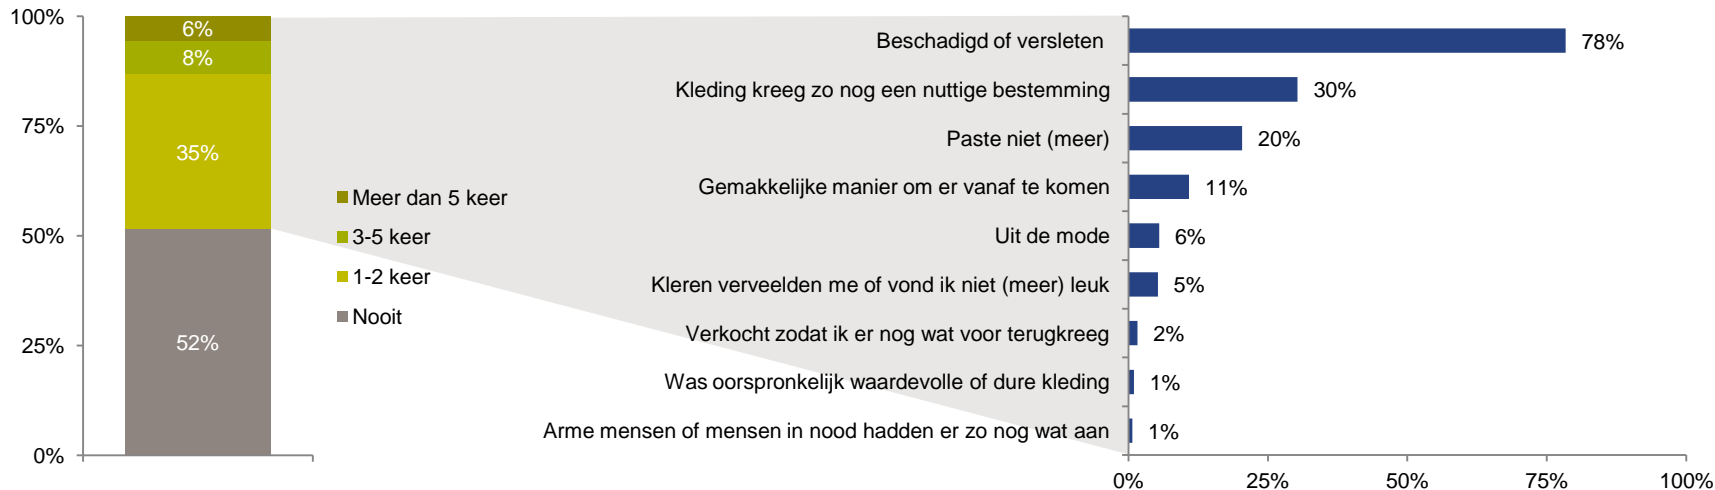 100%
75%
50%
25%
0%
6%
8%
35%
52%
Meer dan 5 keer
3-5 keer
1-2 keer
Nooit
Beschadigd of versleten 78%
Kleding kreeg zo nog een nuttige bestemming 30%
Paste niet (meer) 20%
Gemakkelijke manier om er vanaf te komen 11%
Uit de mode 6%
Kleren verveelden me of vond ik niet (meer) leuk 5%
Verkocht zodat ik er nog wat voor terugkreeg 2%
Was oorspronkelijk waardevolle of dure kleding 1%
Arme mensen of mensen in nood hadden er zo nog wat aan 1%
0% 25% 50% 75% 100%